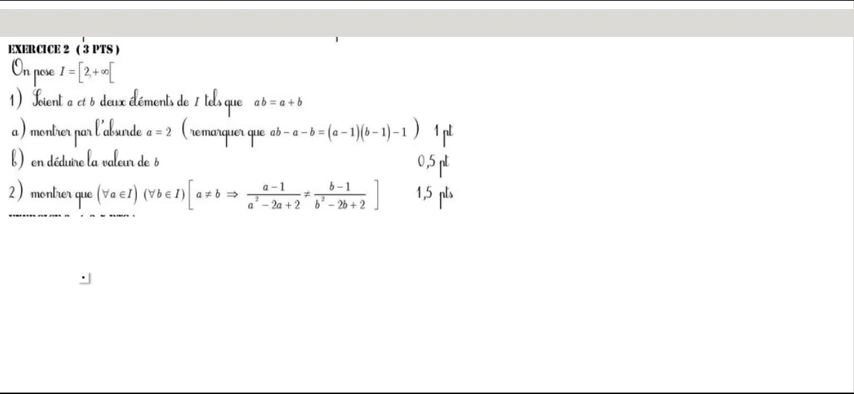 EXERCICE 2 (3 PTS)
On pose I = [2,+∞[
1) Soient a et b deux éléments de I tels que ab = a + b
a) montrer par l'absurde a = 2 (remarquer que ab − a − b = (a − 1)(b − 1) − 1) 1 pt
b) en déduire la valeur de b 0,5 pt
2) montrer que (∀a ∈ I) (∀b ∈ I) [ a ≠ b ⇒ (a − 1)/(a² − 2a + 2) ≠ (b − 1)/(b² − 2b + 2) ] 1,5 pts